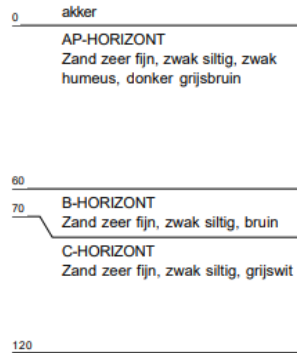 0 akker
AP-HORIZONT
Zand zeer fijn, zwak siltig, zwak
humeus, donker grijsbruin
60
B-HORIZONT
70
Zand zeer fijn, zwak siltig, bruin
C-HORIZONT
Zand zeer fijn, zwak siltig, grijswit
120